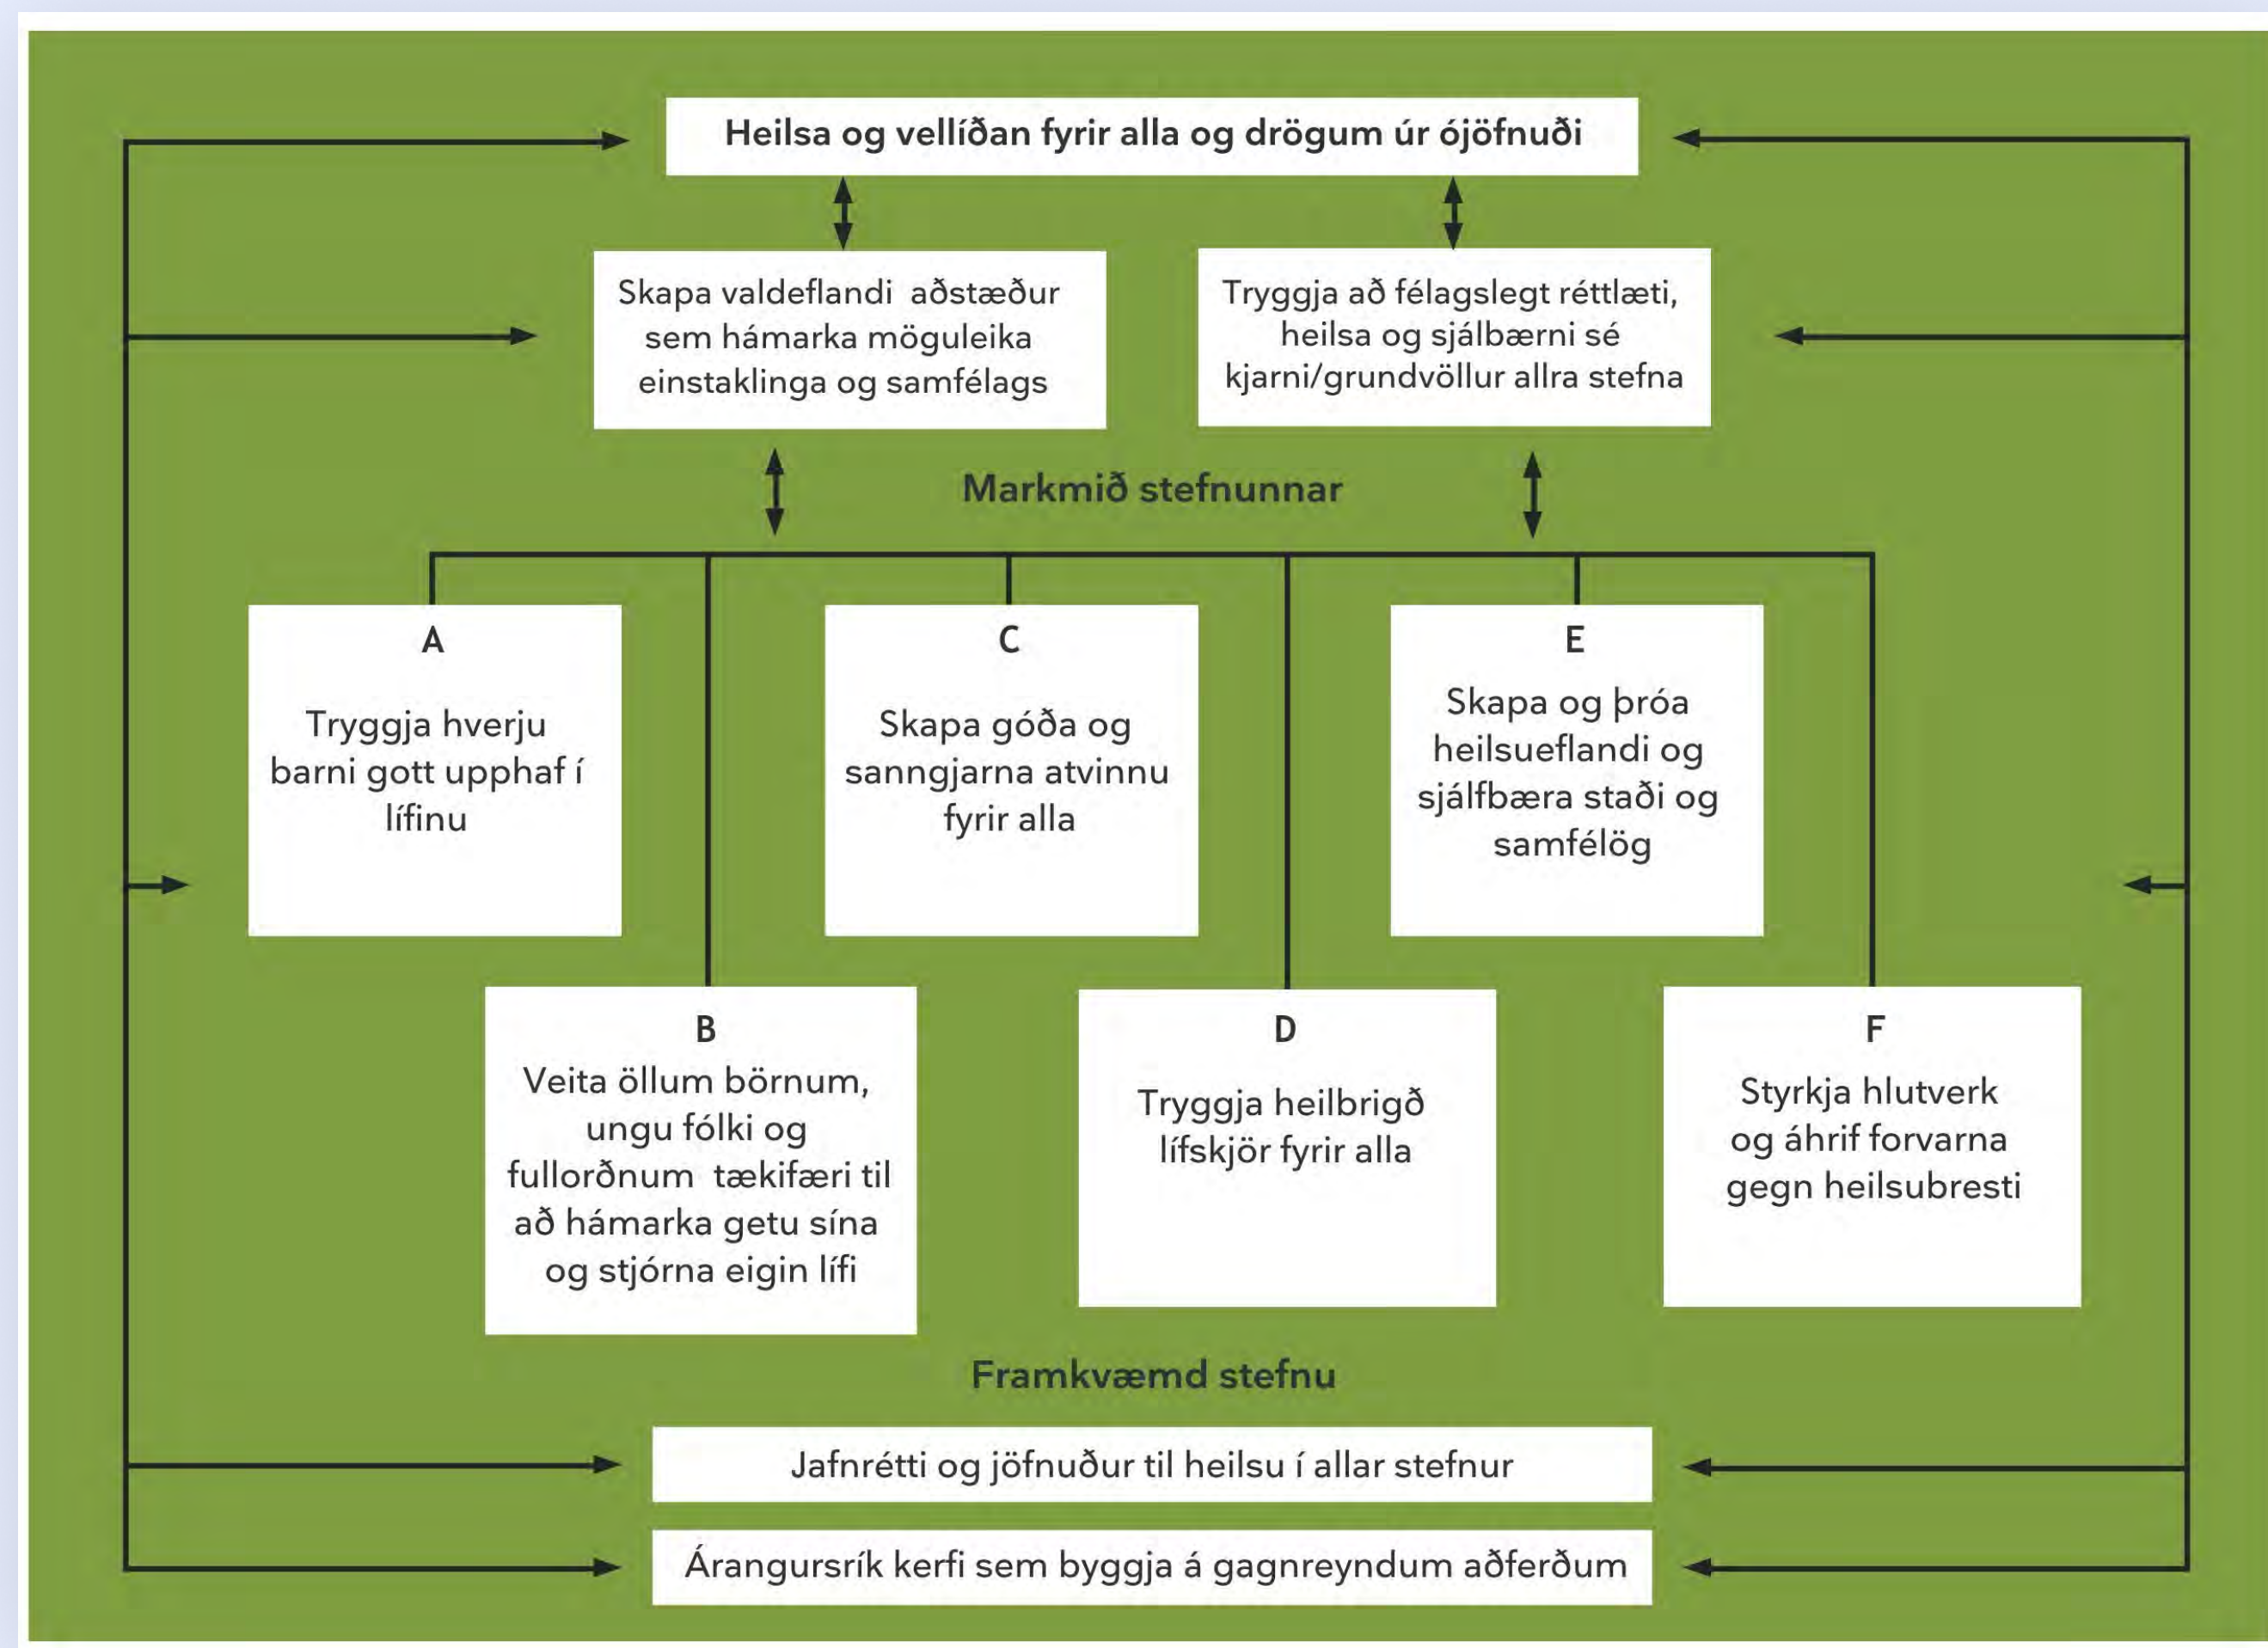 Heilsa og vellíðan fyrir alla og drögum úr ójöfnuði
Skapa valdeflandi aðstæður
sem hámarka möguleika
einstaklinga og samfélags
Tryggja að félagslegt réttlæti,
heilsa og sjálbærni sé
kjarni/grundvöllur allra stefna
Markmið stefnunnar
A
Tryggja hverju
barni gott upphaf í
lífinu
B
Veita öllum börnum,
ungu fólki og
fullorðnum tækifæri til
að hámarka getu sína
og stjórna eigin lífi
C
Skapa góða og
sanngjarna atvinnu
fyrir alla
D
Tryggja heilbrigð
lífskjör fyrir alla
E
Skapa og þróa
heilsueflandi og
sjálfbæra staði og
samfélög
F
Styrkja hlutverk
og áhrif forvarna
gegn heilsubresti
Framkvæmd stefnu
Jafnrétti og jöfnuður til heilsu í allar stefnur
Árangursrík kerfi sem byggja á gagnreyndum aðferðum